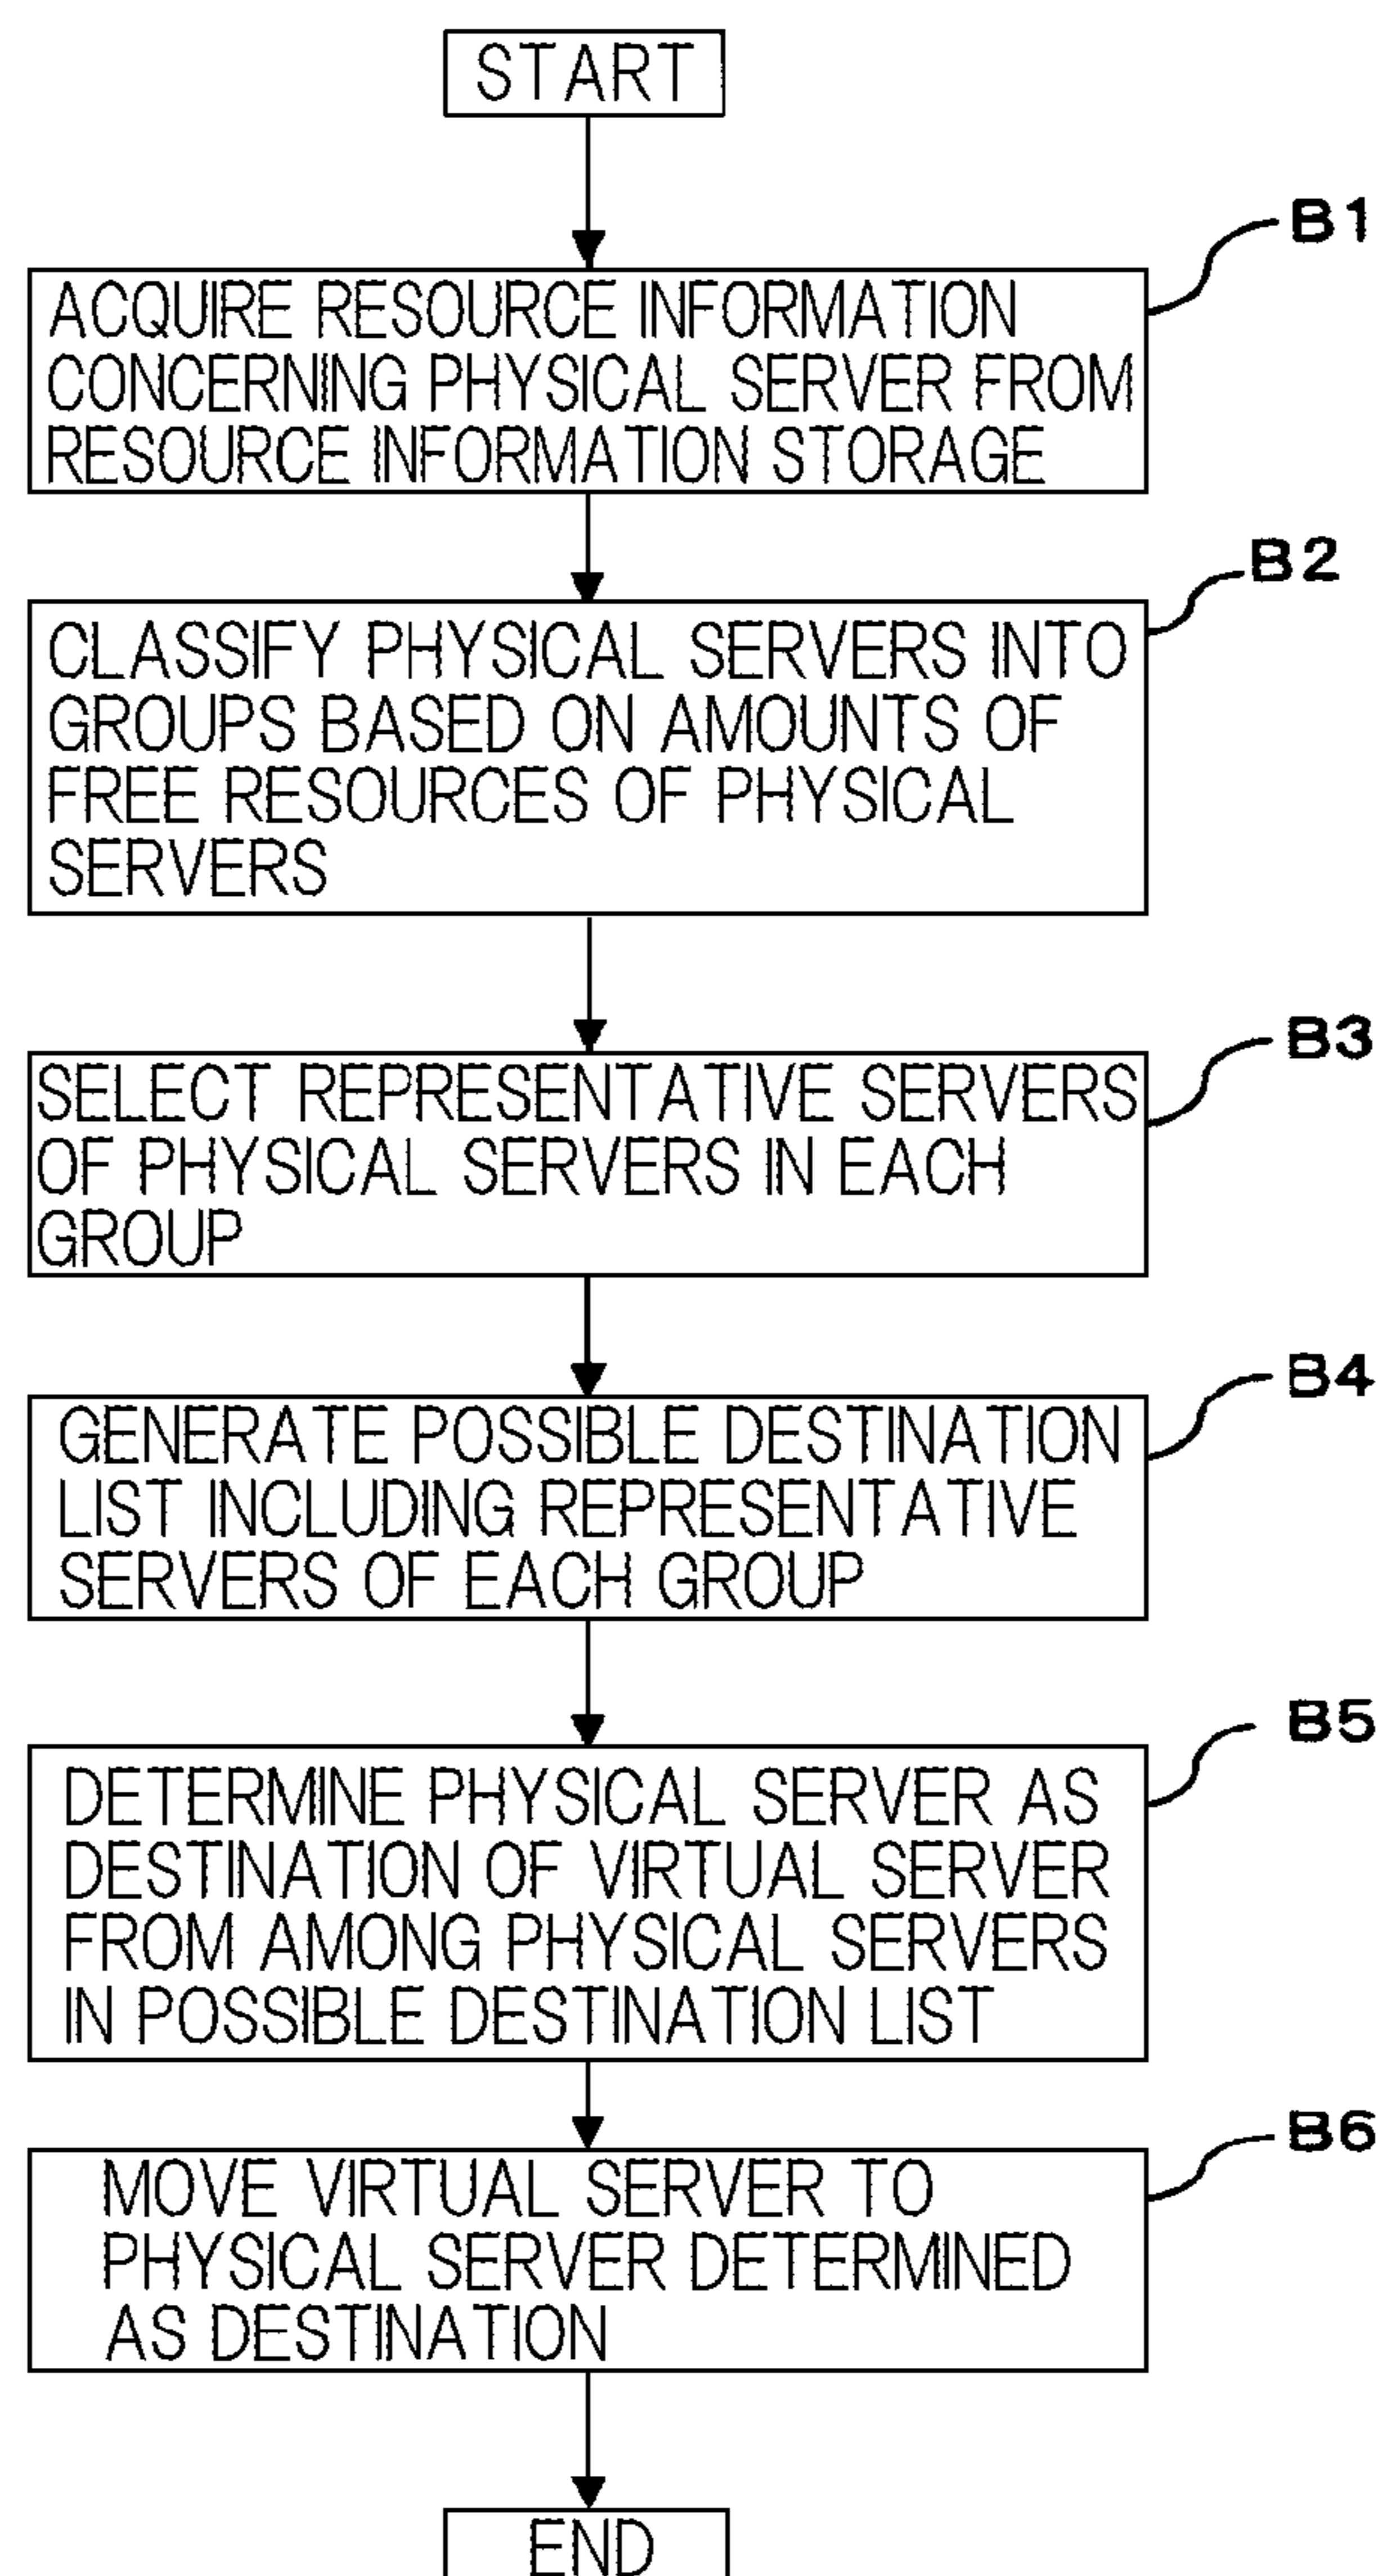 START
B1
ACQUIRE RESOURCE INFORMATION
CONCERNING PHYSICAL SERVER FROM
RESOURCE INFORMATION STORAGE
B2
CLASSIFY PHYSICAL SERVERS INTO
GROUPS BASED ON AMOUNTS OF
FREE RESOURCES OF PHYSICAL
SERVERS
B3
SELECT REPRESENTATIVE SERVERS
OF PHYSICAL SERVERS IN EACH
GROUP
B4
GENERATE POSSIBLE DESTINATION
LIST INCLUDING REPRESENTATIVE
SERVERS OF EACH GROUP
B5
DETERMINE PHYSICAL SERVER AS
DESTINATION OF VIRTUAL SERVER
FROM AMONG PHYSICAL SERVERS
IN POSSIBLE DESTINATION LIST
B6
MOVE VIRTUAL SERVER TO
PHYSICAL SERVER DETERMINED
AS DESTINATION
END